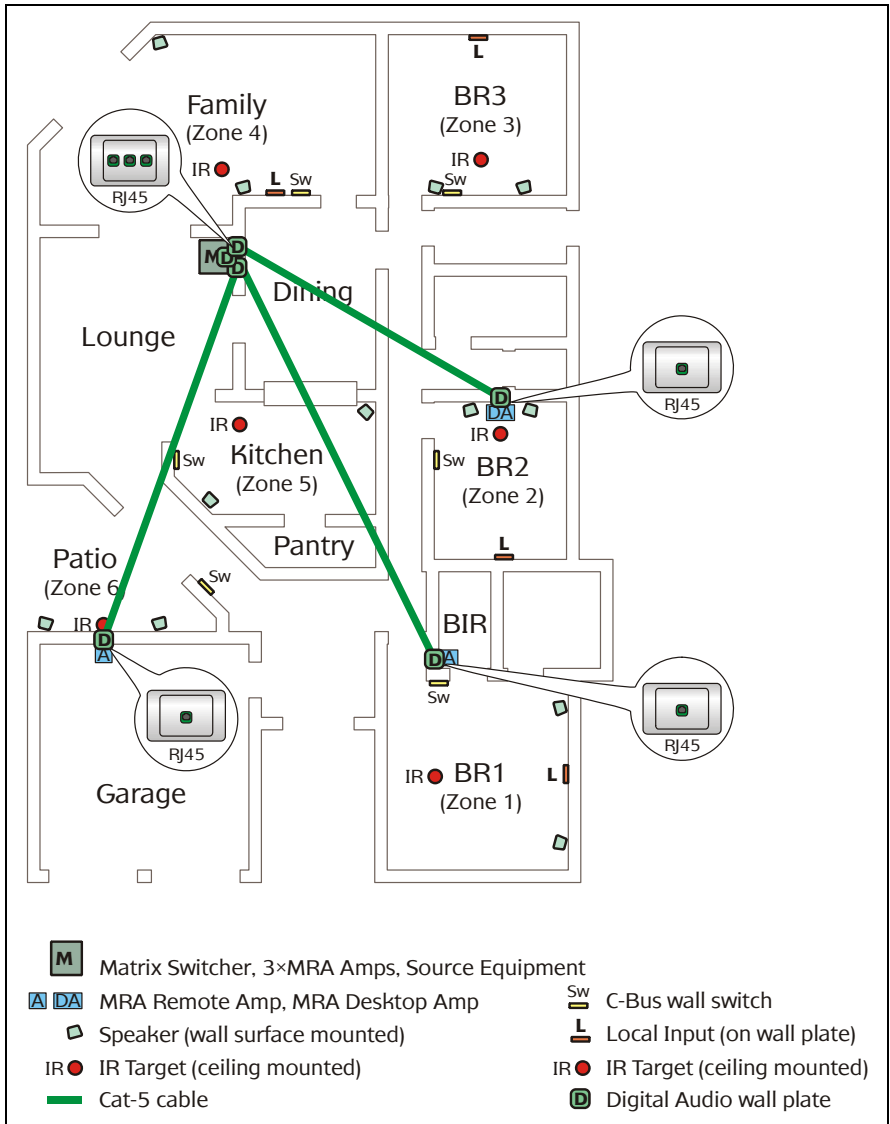 Family
(Zone 4)
BR3
(Zone 3)
L
IR
IR
L
Sw
Sw
RJ45
M
D
D
D
Dining
Lounge
RJ45
D
DA
IR
IR
Kitchen
(Zone 5)
Sw
Sw
BR2
(Zone 2)
Pantry
L
Patio
(Zone 6)
Sw
IR
D
A
BIR
D
A
Sw
RJ45
RJ45
IR
BR1
(Zone 1)
L
Garage
M Matrix Switcher, 3×MRA Amps, Source Equipment
A DA MRA Remote Amp, MRA Desktop Amp
Sw C-Bus wall switch
Speaker (wall surface mounted)
L Local Input (on wall plate)
IR IR Target (ceiling mounted)
IR IR Target (ceiling mounted)
Cat-5 cable
D Digital Audio wall plate